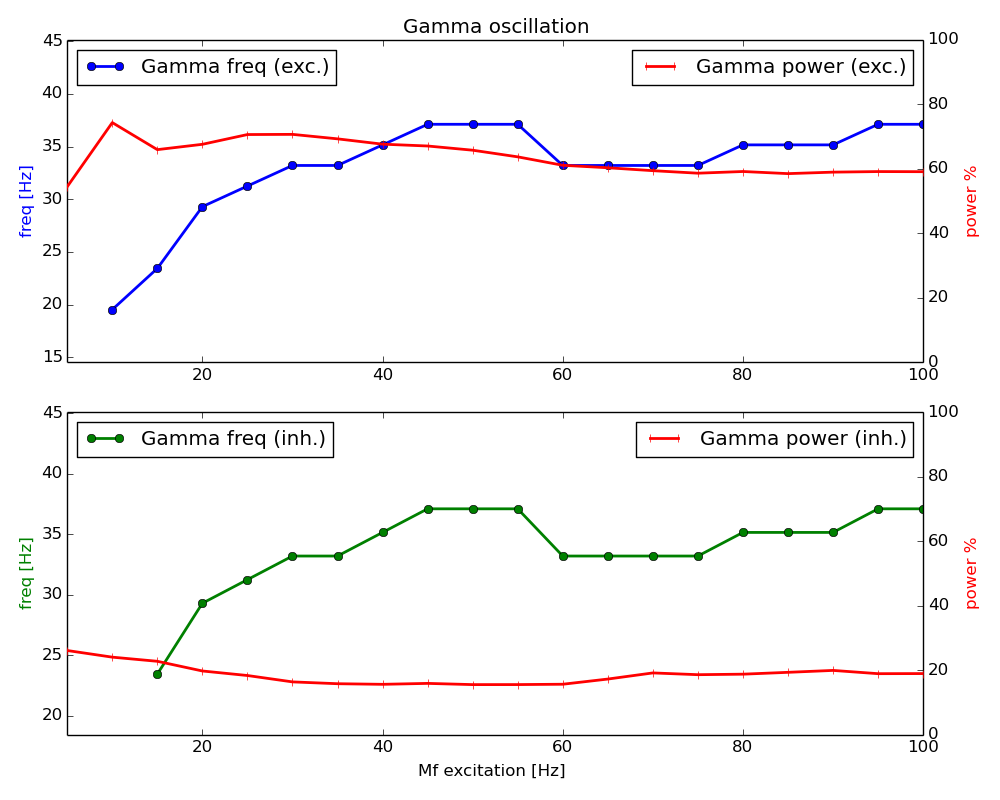 Gamma oscillation
45
40
35
30
25
20
15
freq [Hz]
Gamma freq (exc.)
Gamma power (exc.)
100
80
60
40
20
0
power %
20 40 60 80 100
45
40
35
30
25
20
freq [Hz]
Gamma freq (inh.)
Gamma power (inh.)
100
80
60
40
20
0
power %
20 40 60 80 100
Mf excitation [Hz]